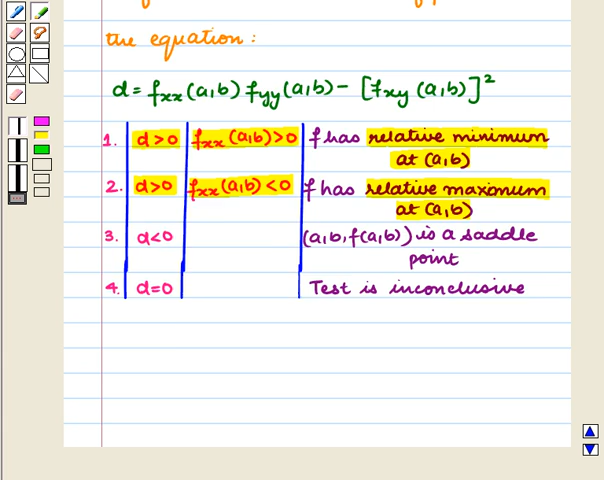 the equation:
d = fxx(a,b) fyy(a,b) - [fxy (a,b)]²
1. d>0 fxx(a,b)>0 f has relative minimum
at (a,b)
2. d>0 fxx(a,b)<0 f has relative maximum
at (a,b)
3. d<0 (a,b,f(a,b)) is a saddle
point
4. d=0 Test is inconclusive